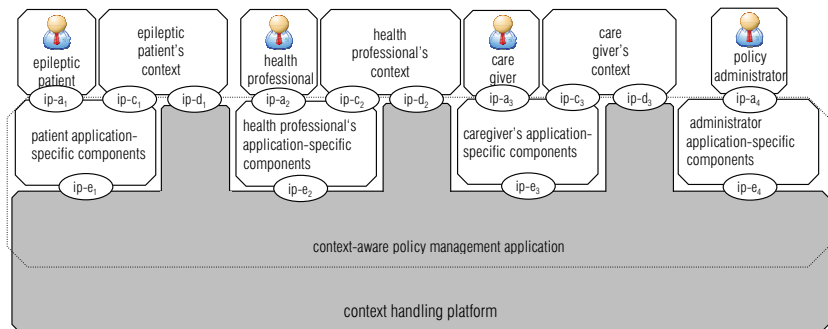 epileptic
patient
epileptic
patient's
context
health
professional
health
professional's
context
care
giver
care
giver's
context
policy
administrator
ip-a1
ip-c1
ip-d1
ip-a2
ip-c2
ip-d2
ip-a3
ip-c3
ip-d3
ip-a4
patient application-
specific components
health professional's
application-specific
components
caregiver's application-
specific components
administrator
application-specific
components
ip-e1
ip-e2
ip-e3
ip-e4
context-aware policy management application
context handling platform